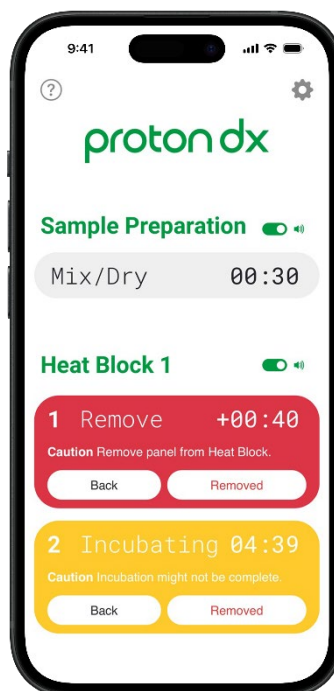 9:41
?
proton dx
Sample Preparation
Mix/Dry 00:30
Heat Block 1
1 Remove +00:40
Caution Remove panel from Heat Block.
Back Removed
2 Incubating 04:39
Caution Incubation might not be complete.
Back Removed